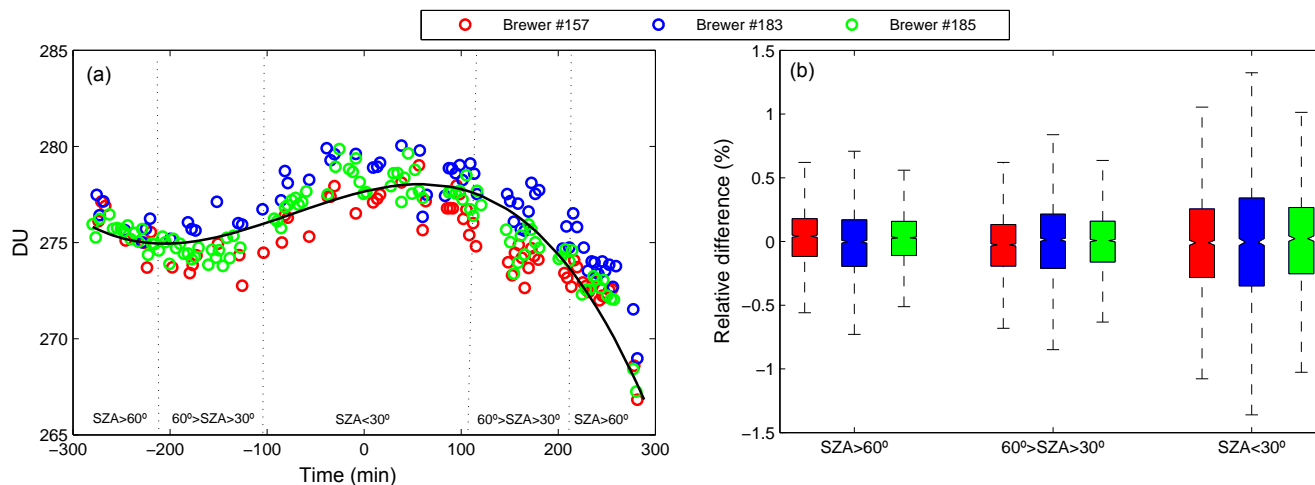 Brewer #157 Brewer #183 Brewer #185
(a)
DU
285
280
275
270
265
SZA>60º 60º>SZA>30º SZA<30º 60º>SZA>30º SZA>60º
−300 −200 −100 0 100 200 300
Time (min)
(b)
Relative difference (%)
1.5
1
0.5
0
−0.5
−1
−1.5
SZA>60º 60º>SZA>30º SZA<30º